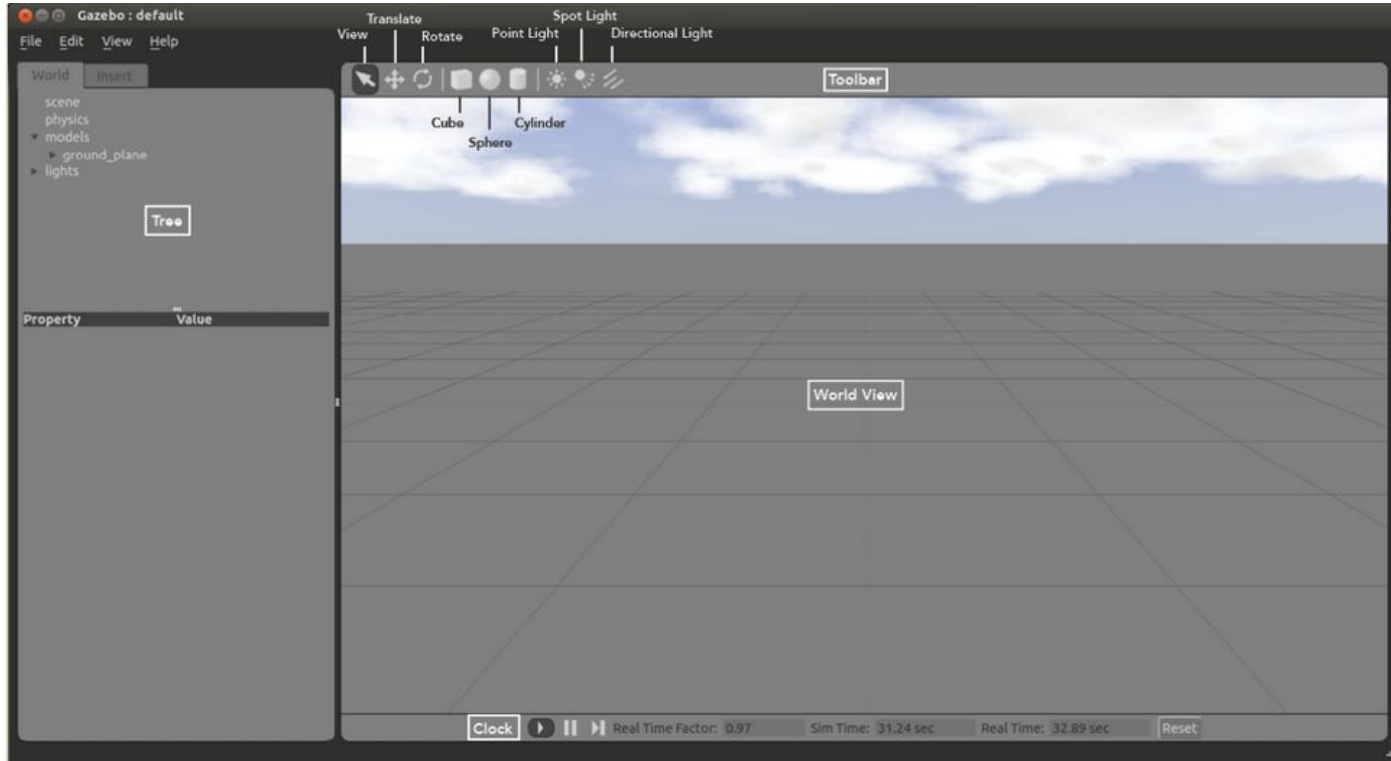 Gazebo : default
File Edit View Help
Translate
Spot Light
View
Rotate
Point Light
Directional Light
World Insert
Toolbar
scene
physics
models
ground_plane
lights
Cube
Cylinder
Sphere
Tree
Property Value
World View
Clock
Real Time Factor: 0.97 Sim Time: 31.24 sec Real Time: 32.89 sec Reset